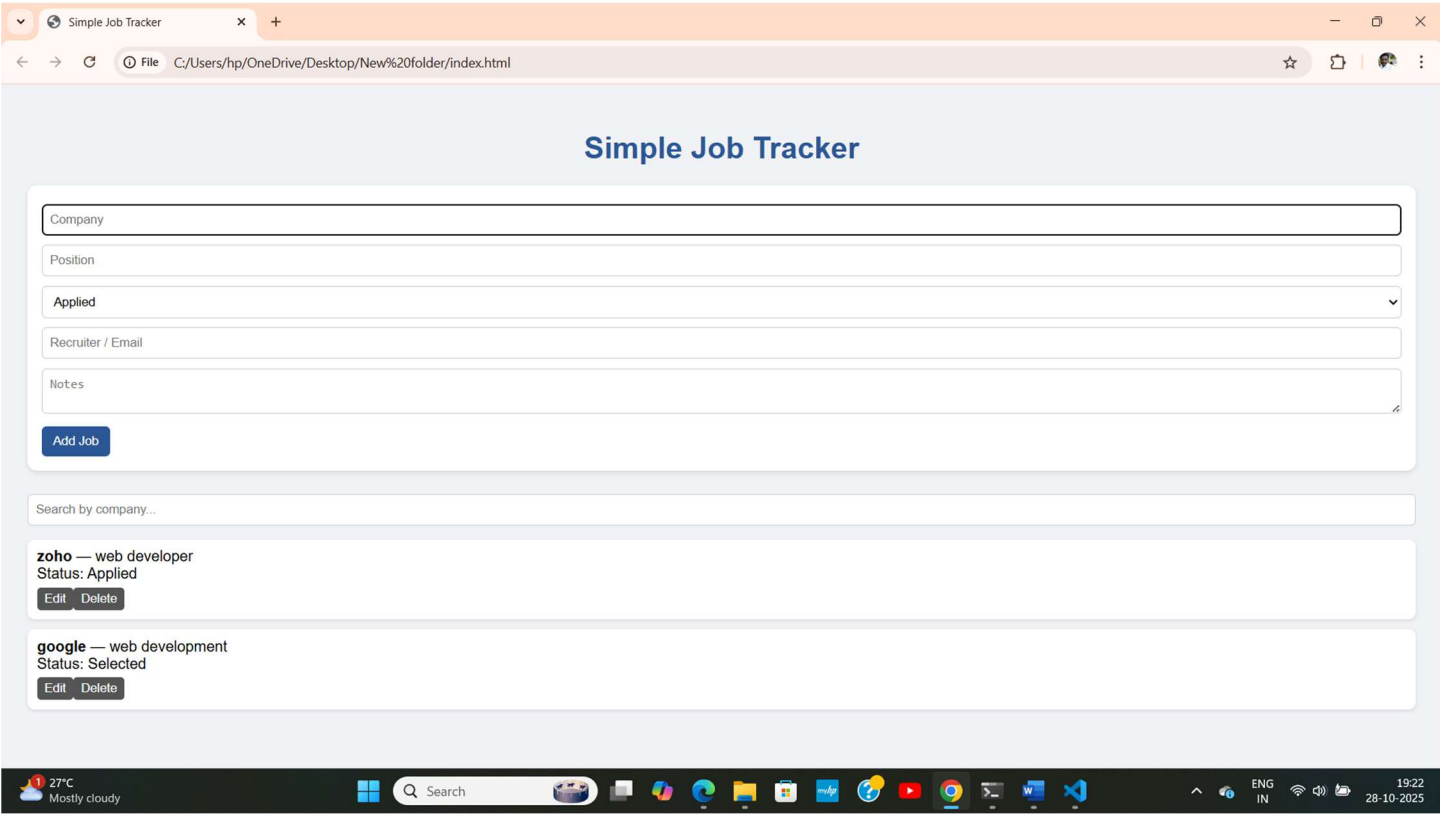 Simple Job Tracker
File C:/Users/hp/OneDrive/Desktop/New%20folder/index.html
Simple Job Tracker
Company
Position
Applied
Recruiter / Email
Notes
Add Job
Search by company...
zoho — web developer
Status: Applied
Edit Delete
google — web development
Status: Selected
Edit Delete
1 27°C
Mostly cloudy
Search
myhp
W
ENG
IN
19:22
28-10-2025